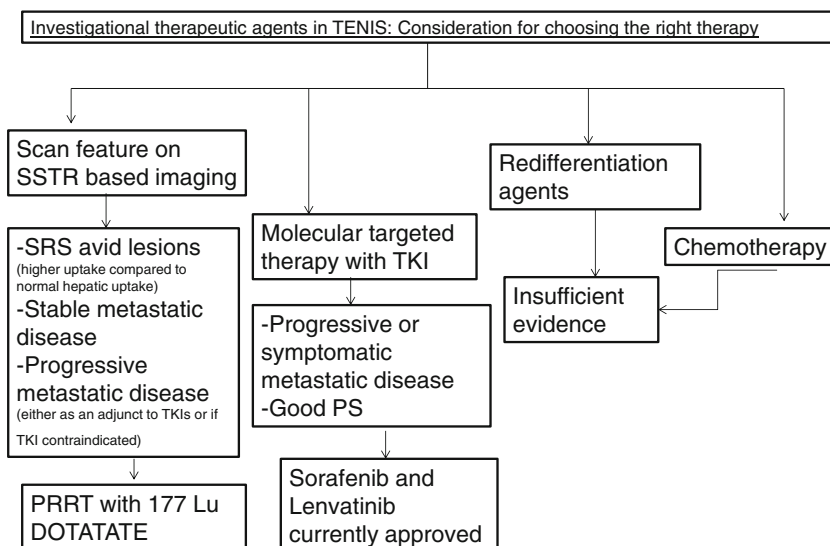 Investigational therapeutic agents in TENIS: Consideration for choosing the right therapy
Scan feature on
SSTR based imaging
-SRS avid lesions
(higher uptake compared to
normal hepatic uptake)
-Stable metastatic
disease
-Progressive
metastatic disease
(either as an adjunct to TKIs or if
TKI contraindicated)
PRRT with 177 Lu
DOTATATE
Molecular targeted
therapy with TKI
-Progressive or
symptomatic
metastatic disease
-Good PS
Sorafenib and
Lenvatinib
currently approved
Redifferentiation
agents
Insufficient
evidence
Chemotherapy